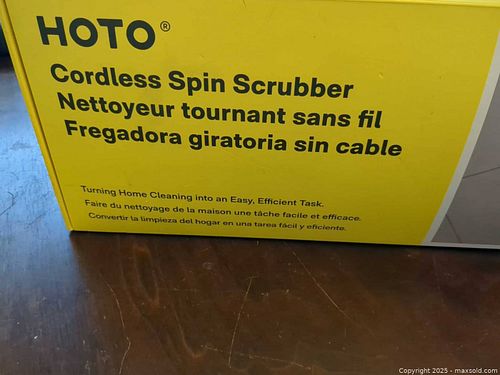 HOTO®
Cordless Spin Scrubber
Nettoyeur tournant sans fil
Fregadora giratoria sin cable
Turning Home Cleaning into an Easy, Efficient Task.
Faire du nettoyage de la maison une tâche facile et efficace.
Convertir la limpieza del hogar en una tarea fácil y eficiente.
Copyright 2025 - maxsold.com